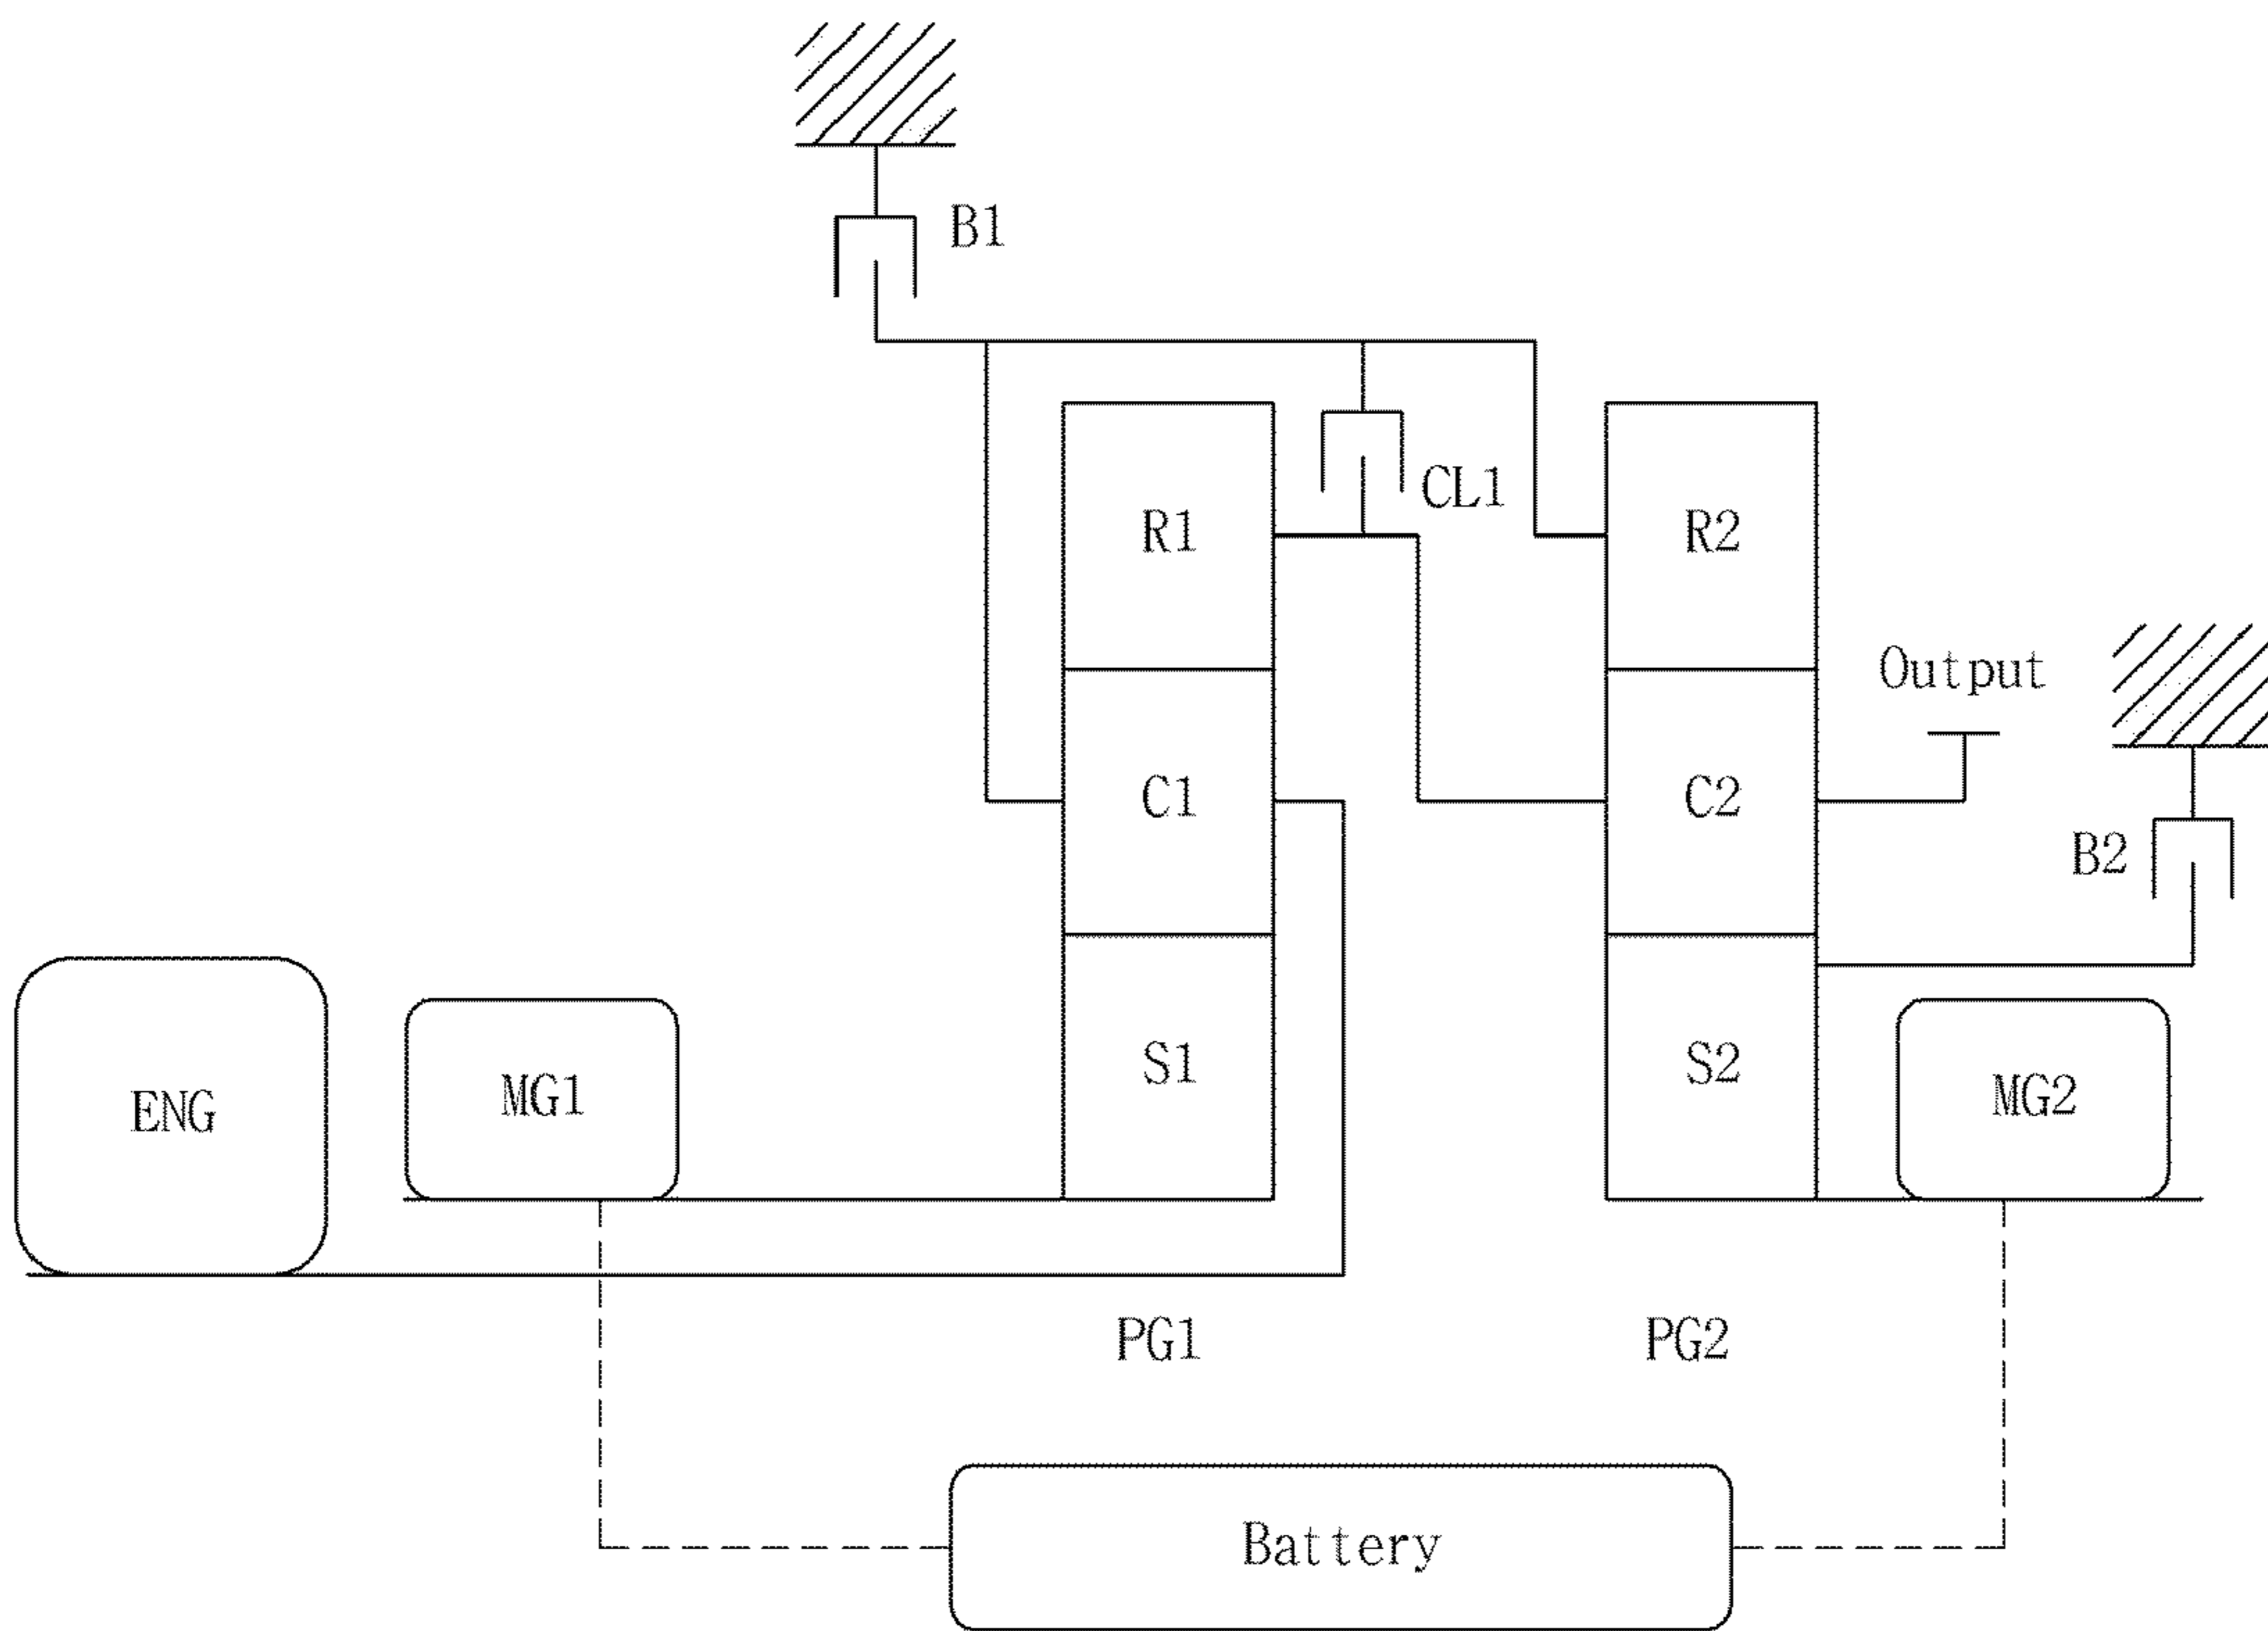 B1
CL1
R1
R2
Output
C1
C2
B2
ENG
MG1
S1
S2
MG2
PG1
PG2
Battery